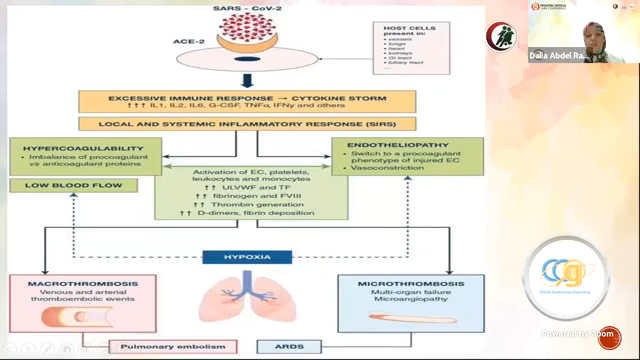 SARS - CoV-2
ACE-2
HOST CELLS
present in:
- vessels
- lungs
- heart
- kidneys
- GI tract
- biliary tract
EXCESSIVE IMMUNE RESPONSE → CYTOKINE STORM
↑↑↑ IL1, IL2, IL6, G-CSF, TNFα, IFNγ and others
LOCAL AND SYSTEMIC INFLAMMATORY RESPONSE (SIRS)
HYPERCOAGULABILITY
• Imbalance of procoagulant
vs anticoagulant proteins
LOW BLOOD FLOW
Activation of EC, platelets,
leukocytes and monocytes
↑↑ ULVWF and TF
↑↑ fibrinogen and FVIII
↑↑ Thrombin generation
↑↑ D-dimers, fibrin deposition
ENDOTHELIOPATHY
• Switch to a procoagulant
phenotype of injured EC
• Vasoconstriction
HYPOXIA
MACROTHROMBOSIS
Venous and arterial
thromboembolic events
MICROTHROMBOSIS
Multi-organ failure
Microangiopathy
Pulmonary embolism
ARDS
PEDIATRIC CRITICAL
Dalia Abdel Ra...
Powered by Zoom